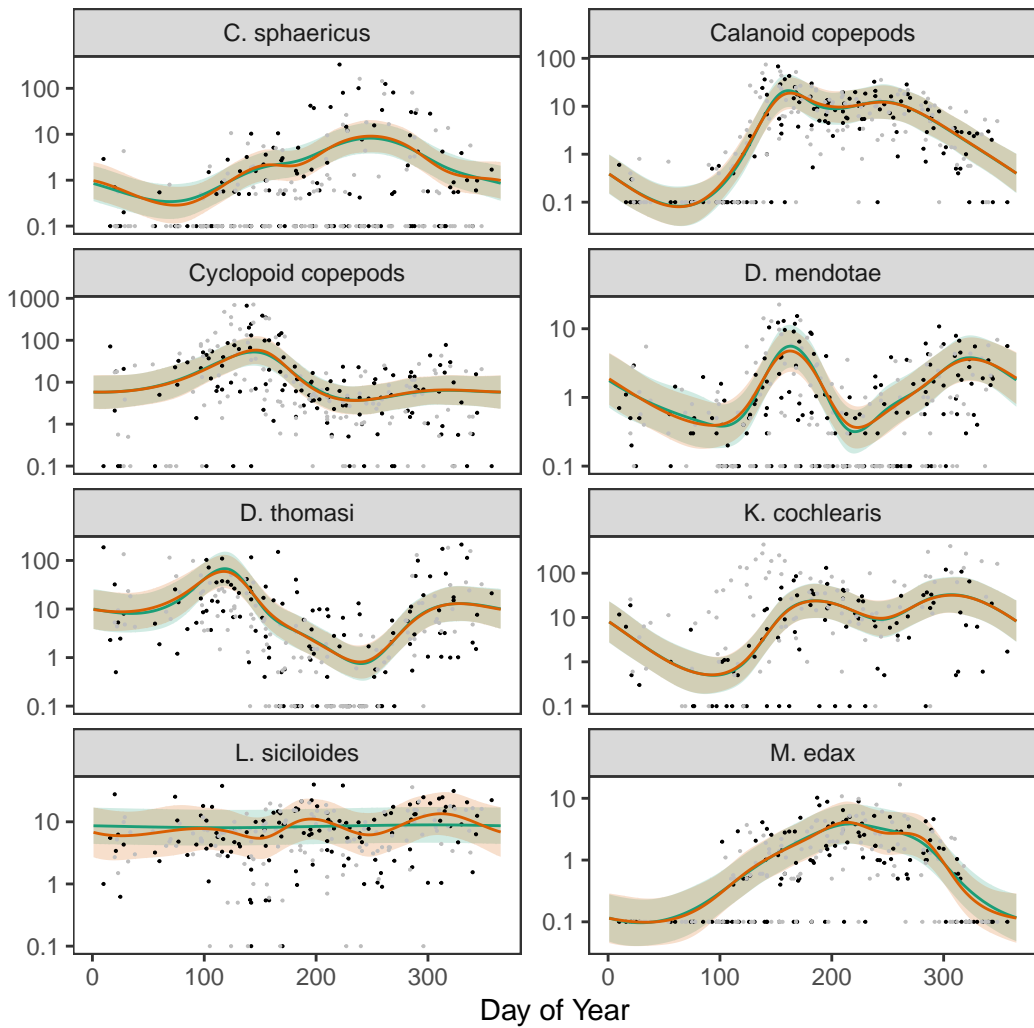 C. sphaericus
Calanoid copepods
100
10
1
0.1
100
10
1
0.1
Cyclopoid copepods
D. mendotae
1000
100
10
1
0.1
10
1
0.1
D. thomasi
K. cochlearis
100
10
1
0.1
100
10
1
0.1
L. siciloides
M. edax
10
1
0.1
10
1
0.1
0 100 200 300
0 100 200 300
Day of Year